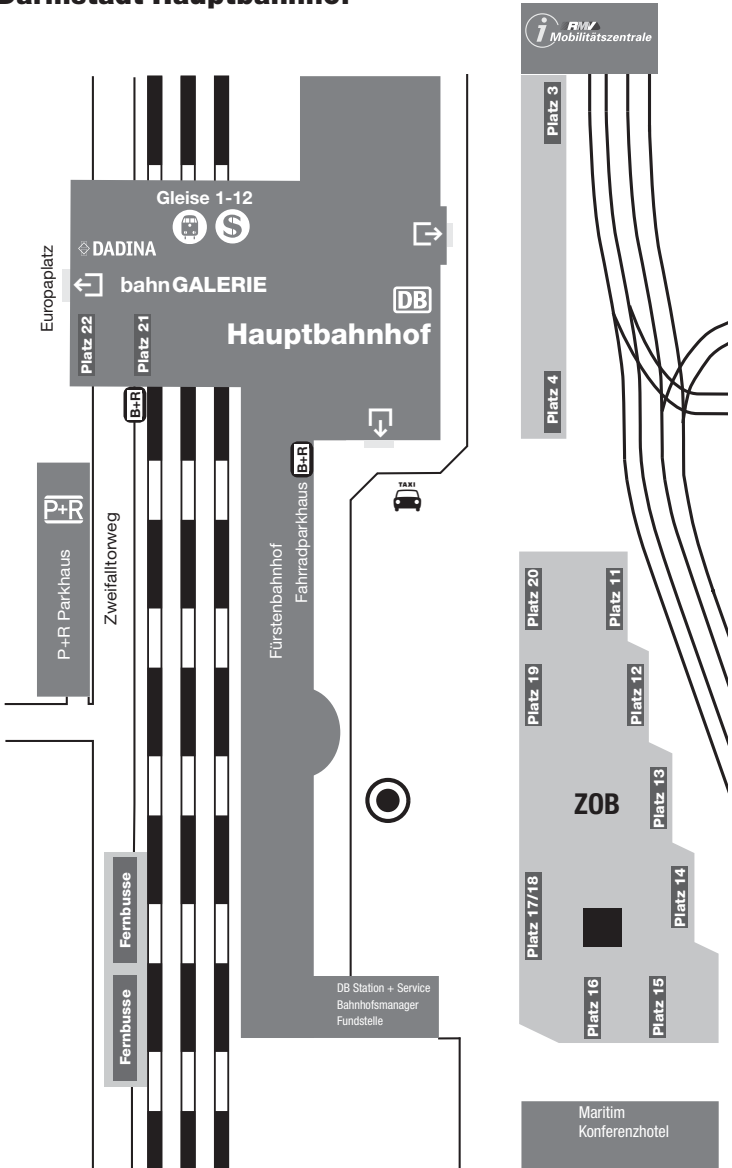 Darmstadt Hauptbahnhof
i RMV
Mobilitätszentrale
Platz 3
Gleise 1-12
S
DADINA
Europaplatz
bahnGALERIE
DB
Hauptbahnhof
Platz 22
Platz 21
B+R
Platz 4
B+R
TAXI
P+R
P+R Parkhaus
Zweifalltorweg
Fürstenbahnhof
Fahrradparkhaus
Platz 20
Platz 11
Platz 19
Platz 12
Platz 13
ZOB
Fernbusse
Platz 17/18
Platz 14
Fernbusse
DB Station + Service
Bahnhofsmanager
Fundstelle
Platz 16
Platz 15
Maritim
Konferenzhotel